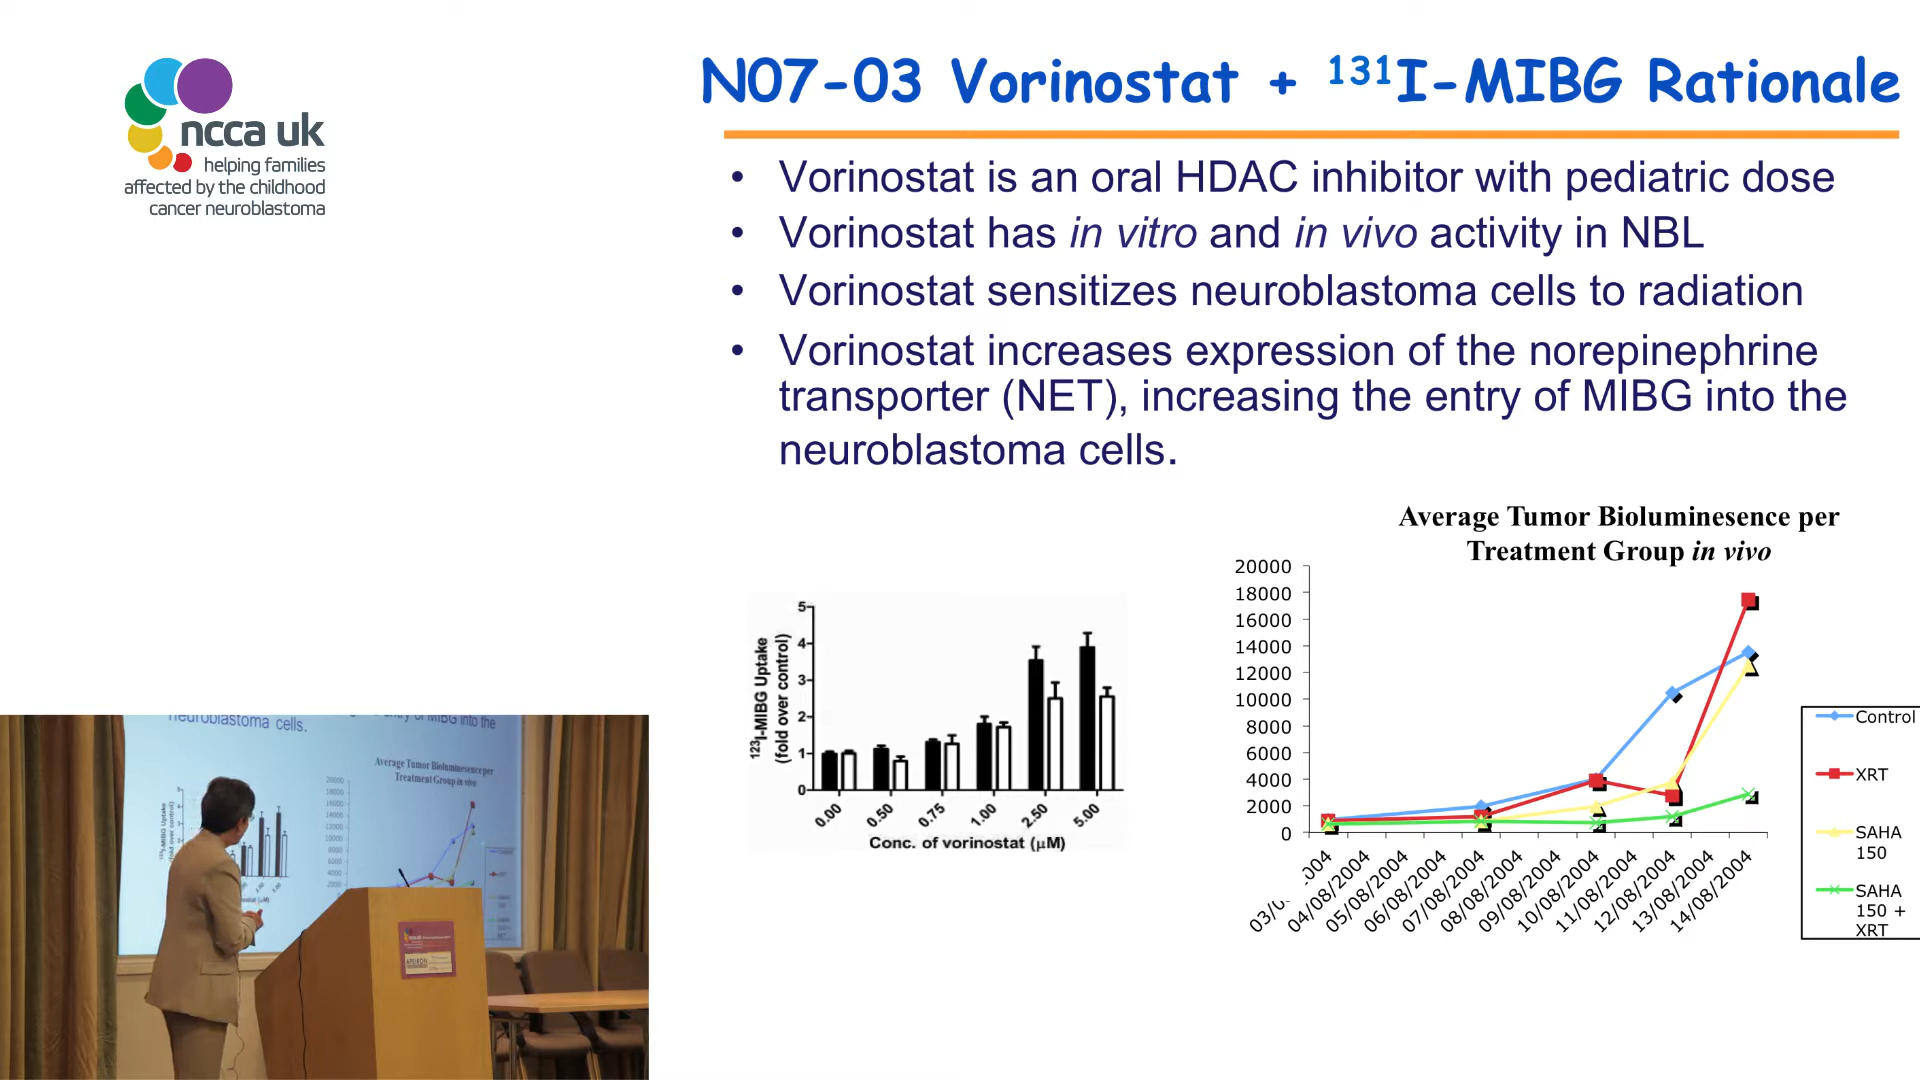 ncca uk
helping families
affected by the childhood
cancer neuroblastoma
N07-03 Vorinostat + ¹³¹I-MIBG Rationale
• Vorinostat is an oral HDAC inhibitor with pediatric dose
• Vorinostat has in vitro and in vivo activity in NBL
• Vorinostat sensitizes neuroblastoma cells to radiation
• Vorinostat increases expression of the norepinephrine
transporter (NET), increasing the entry of MIBG into the
neuroblastoma cells.
¹²³I-MIBG Uptake
(fold over control)
5
4
3
2
1
0
0.00 0.50 0.75 1.00 2.50 5.00
Conc. of vorinostat (µM)
Average Tumor Bioluminesence per
Treatment Group in vivo
20000
18000
16000
14000
12000
10000
8000
6000
4000
2000
0
04/08/2004 05/08/2004 06/08/2004 07/08/2004 08/08/2004 09/08/2004 10/08/2004 11/08/2004 12/08/2004 13/08/2004 14/08/2004
Control
XRT
SAHA
150
SAHA
150 +
XRT
neuroblastoma cells.
entry of MIBG into the
Average Tumor Bioluminesence per
Treatment Group in vivo